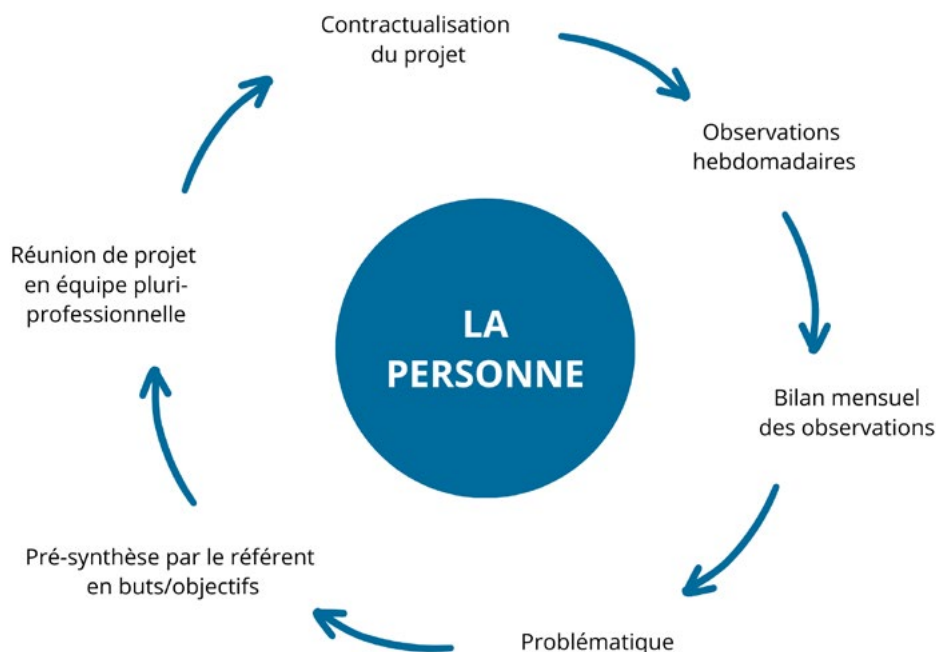 Contractualisation
du projet
Observations
hebdomadaires
Bilan mensuel
des observations
Problématique
Pré-synthèse par le référent
en buts/objectifs
Réunion de projet
en équipe pluri-
professionnelle
LA
PERSONNE